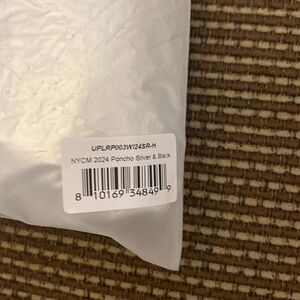 UPLRP003WI24SR-H
NYCM 2024 Poncho Silver & Black
8 10169 34849 9